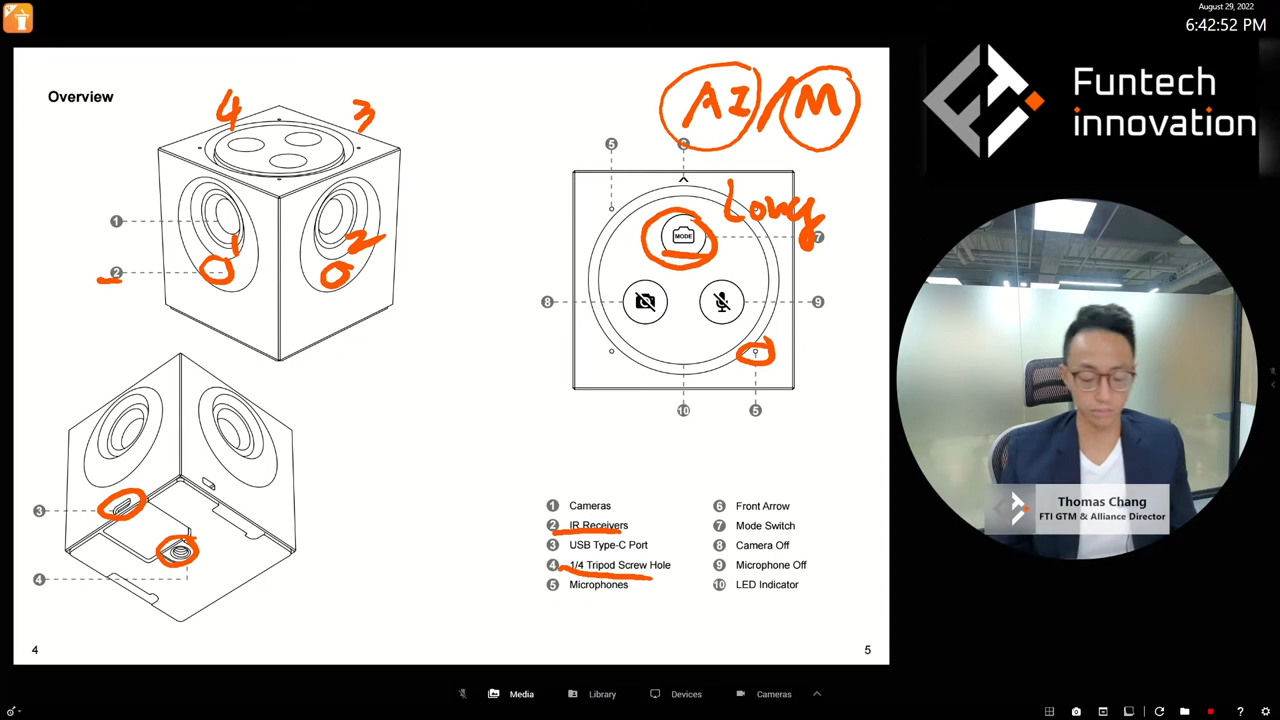 August 29, 2022
6:42:52 PM
Overview
4
3
1
2
1
2
3
4
AI/M
Long
5
6
MODE
7
8
9
10
5
1 Cameras
2 IR Receivers
3 USB Type-C Port
4 1/4 Tripod Screw Hole
5 Microphones
6 Front Arrow
7 Mode Switch
8 Camera Off
9 Microphone Off
10 LED Indicator
4
5
Funtech
innovation
Thomas Chang
FTI GTM & Alliance Director
Media
Library
Devices
Cameras